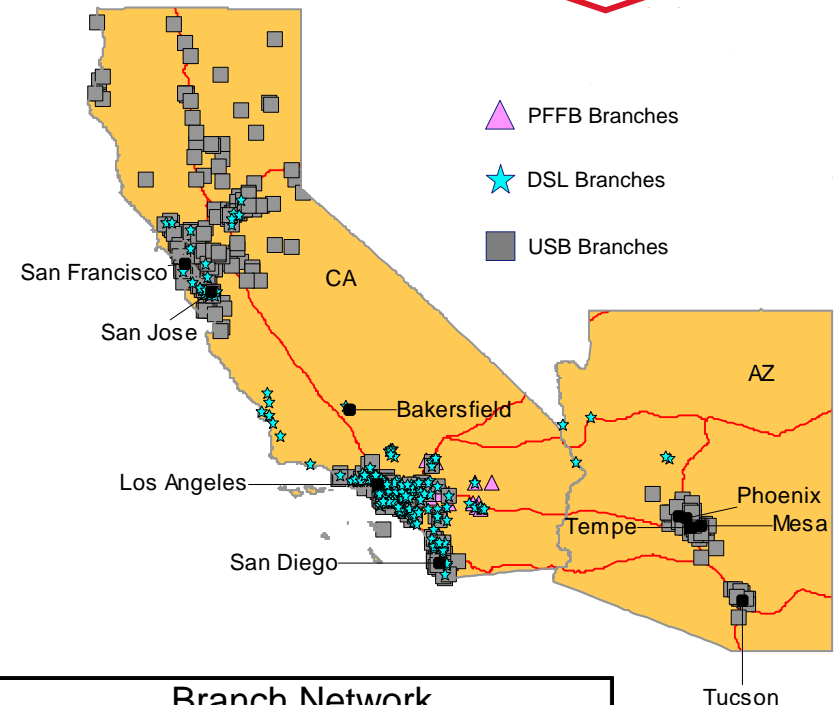 PFFB Branches
DSL Branches
USB Branches
San Francisco
CA
San Jose
AZ
Bakersfield
Los Angeles
Phoenix
Tempe
Mesa
San Diego
Tucson
Branch Network